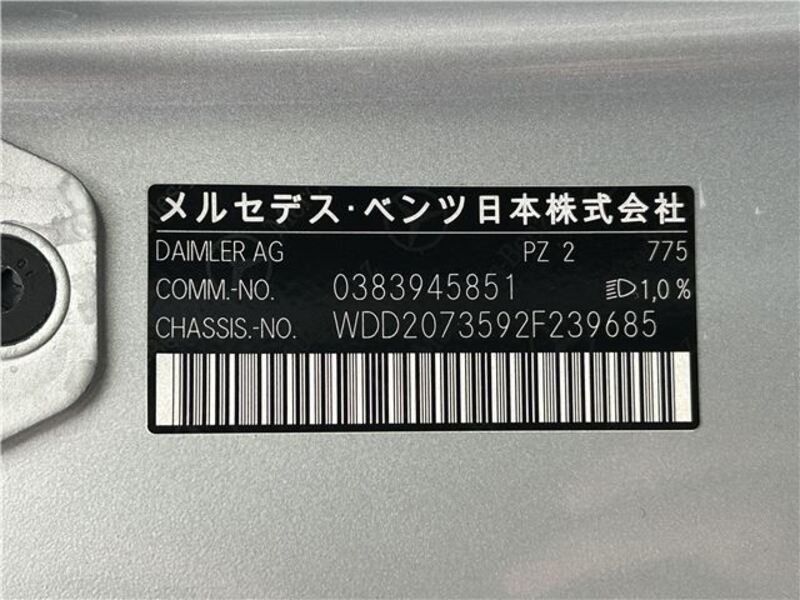 メルセデス・ベンツ日本株式会社
DAIMLER AG PZ 2 775
COMM.-NO. 0383945851 1,0%
CHASSIS.-NO. WDD2073592F239685